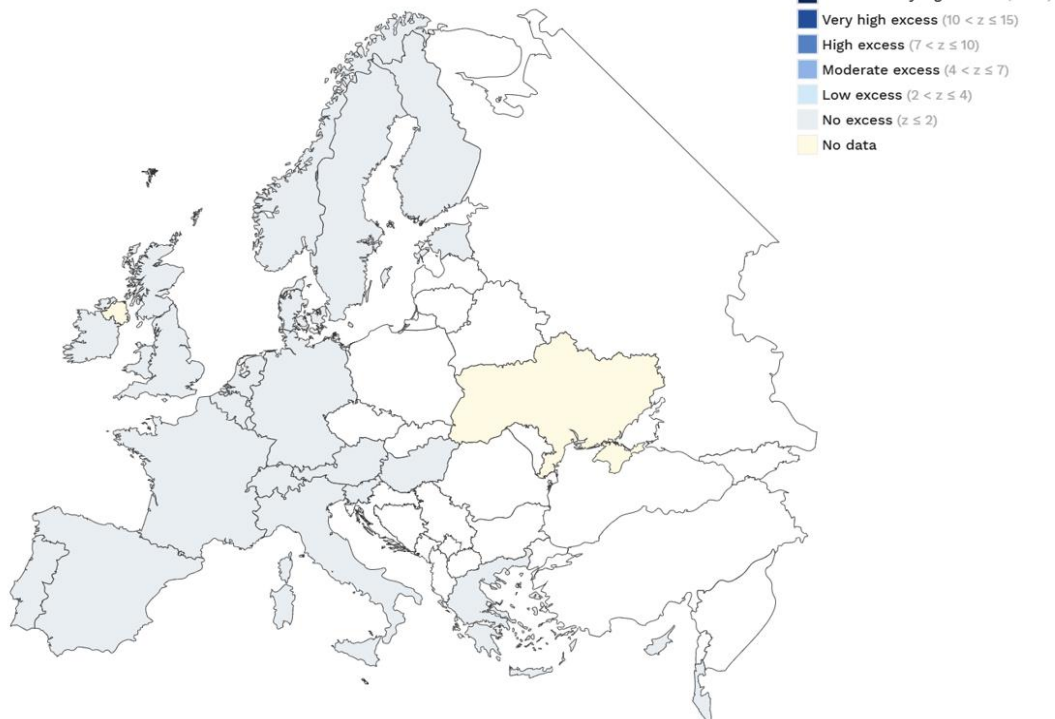 Very high excess (10 < z ≤ 15)
High excess (7 < z ≤ 10)
Moderate excess (4 < z ≤ 7)
Low excess (2 < z ≤ 4)
No excess (z ≤ 2)
No data